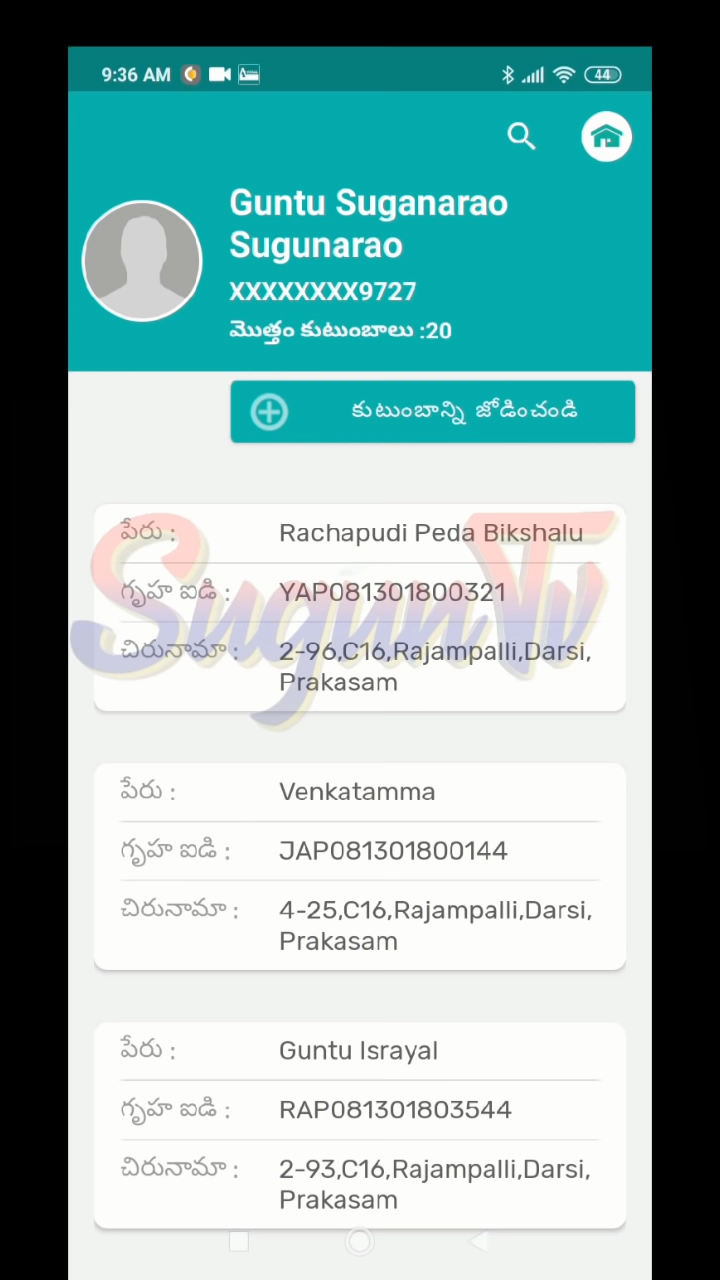 9:36 AM
44
Guntu Suganarao
Sugunarao
XXXXXXXX9727
మొత్తం కుటుంబాలు :20
కుటుంబాన్ని జోడించండి
పేరు :
Rachapudi Peda Bikshalu
గృహ ఐడి :
YAP081301800321
చిరునామా :
2-96,C16,Rajampalli,Darsi,
Prakasam
SugunTv
పేరు :
Venkatamma
గృహ ఐడి :
JAP081301800144
చిరునామా :
4-25,C16,Rajampalli,Darsi,
Prakasam
పేరు :
Guntu Israyal
గృహ ఐడి :
RAP081301803544
చిరునామా :
2-93,C16,Rajampalli,Darsi,
Prakasam